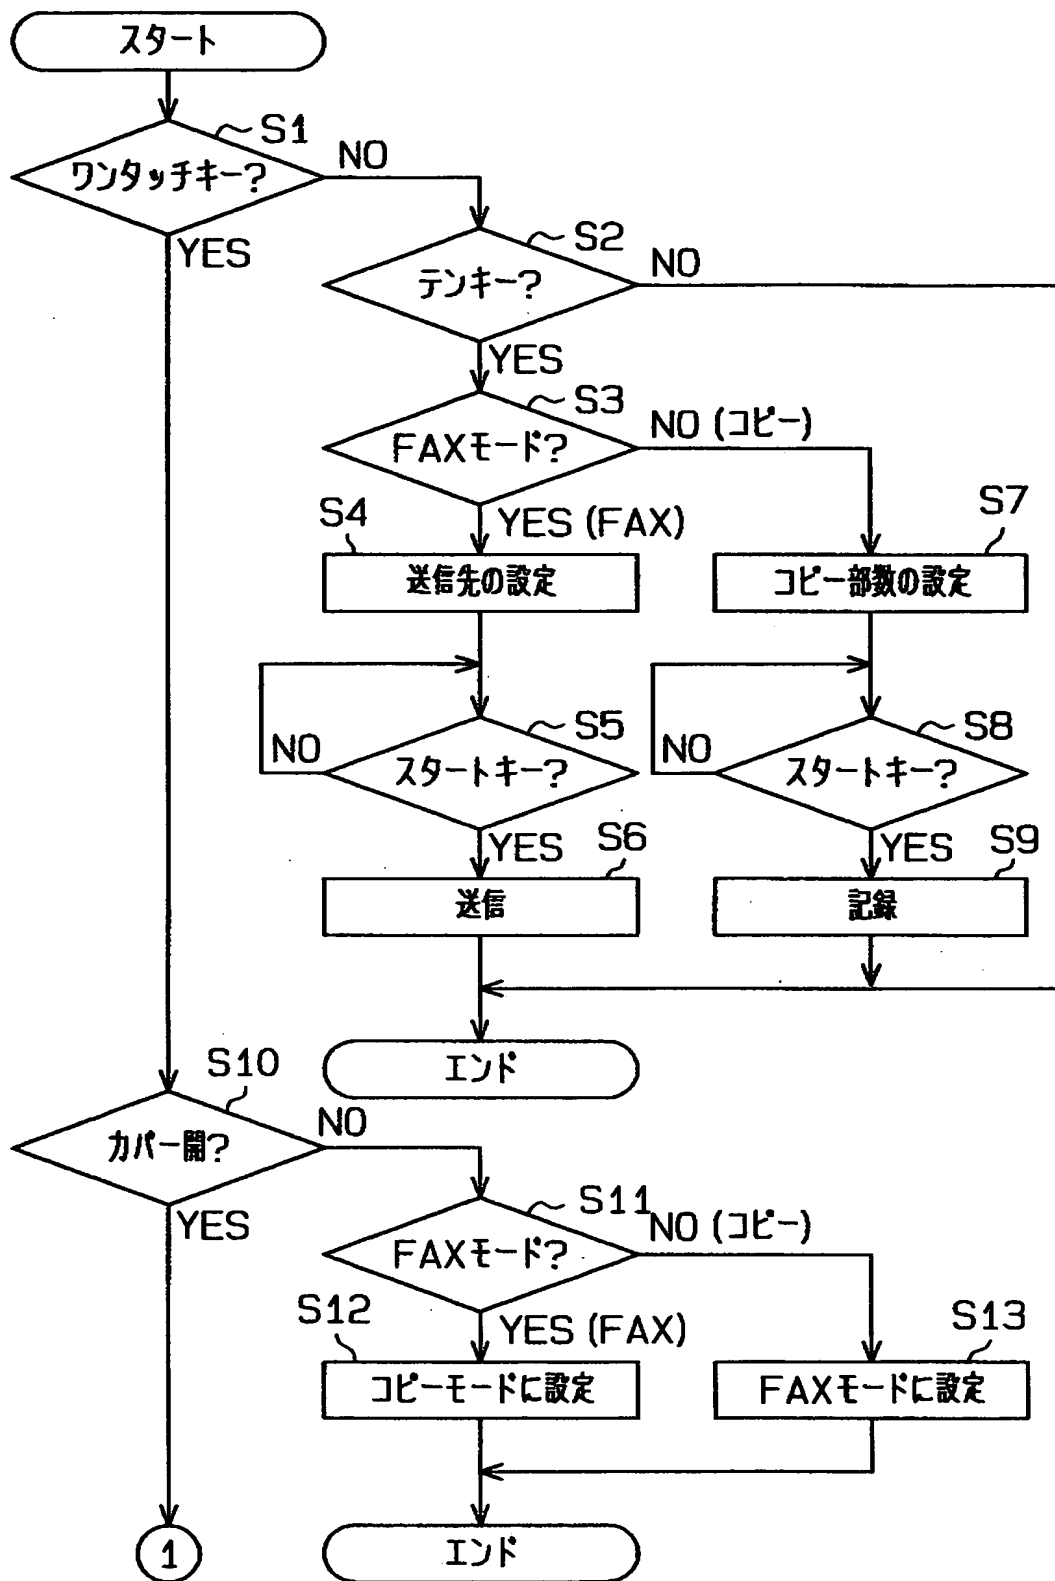 スタート
S1
ワンタッチキー?
NO
YES
S2
テンキー?
NO
YES
S3
FAXモード?
NO (コピー)
YES (FAX)
S4
送信先の設定
S7
コピー部数の設定
S5
スタートキー?
NO
YES
S8
スタートキー?
NO
YES
S6
送信
S9
記録
エンド
S10
カバー開?
NO
YES
S11
FAXモード?
NO (コピー)
YES (FAX)
S12
コピーモードに設定
S13
FAXモードに設定
エンド
1